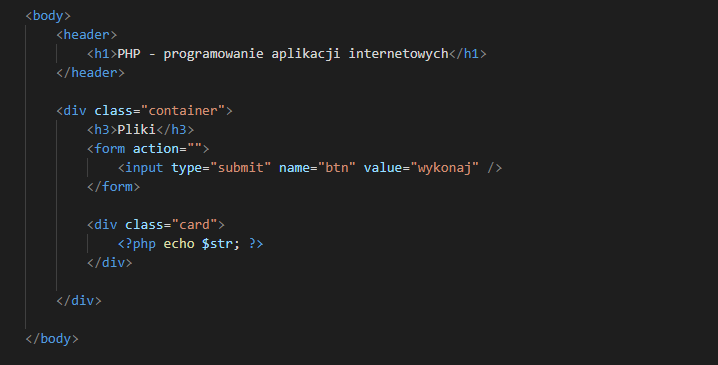 <body>
<header>
<h1>PHP - programowanie aplikacji internetowych</h1>
</header>
<div class="container">
<h3>Pliki</h3>
<form action="">
<input type="submit" name="btn" value="wykonaj" />
</form>
<div class="card">
<?php echo $str; ?>
</div>
</div>
</body>